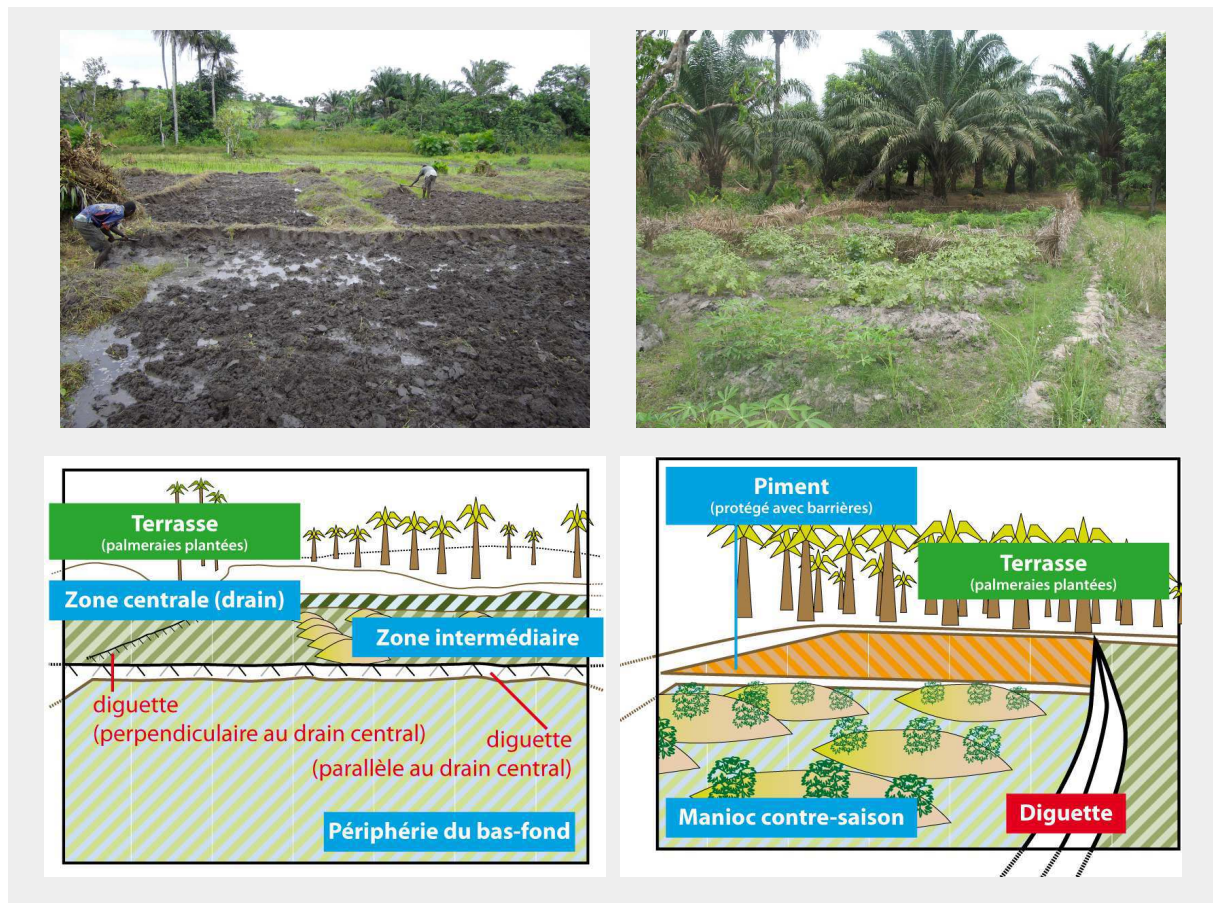 Terrasse
(palmeraies plantées)
Zone centrale (drain)
Zone intermédiaire
diguette
(perpendiculaire au drain central)
diguette
(parallèle au drain central)
Périphérie du bas-fond
Piment
(protégé avec barrières)
Terrasse
(palmeraies plantées)
Manioc contre-saison
Diguette